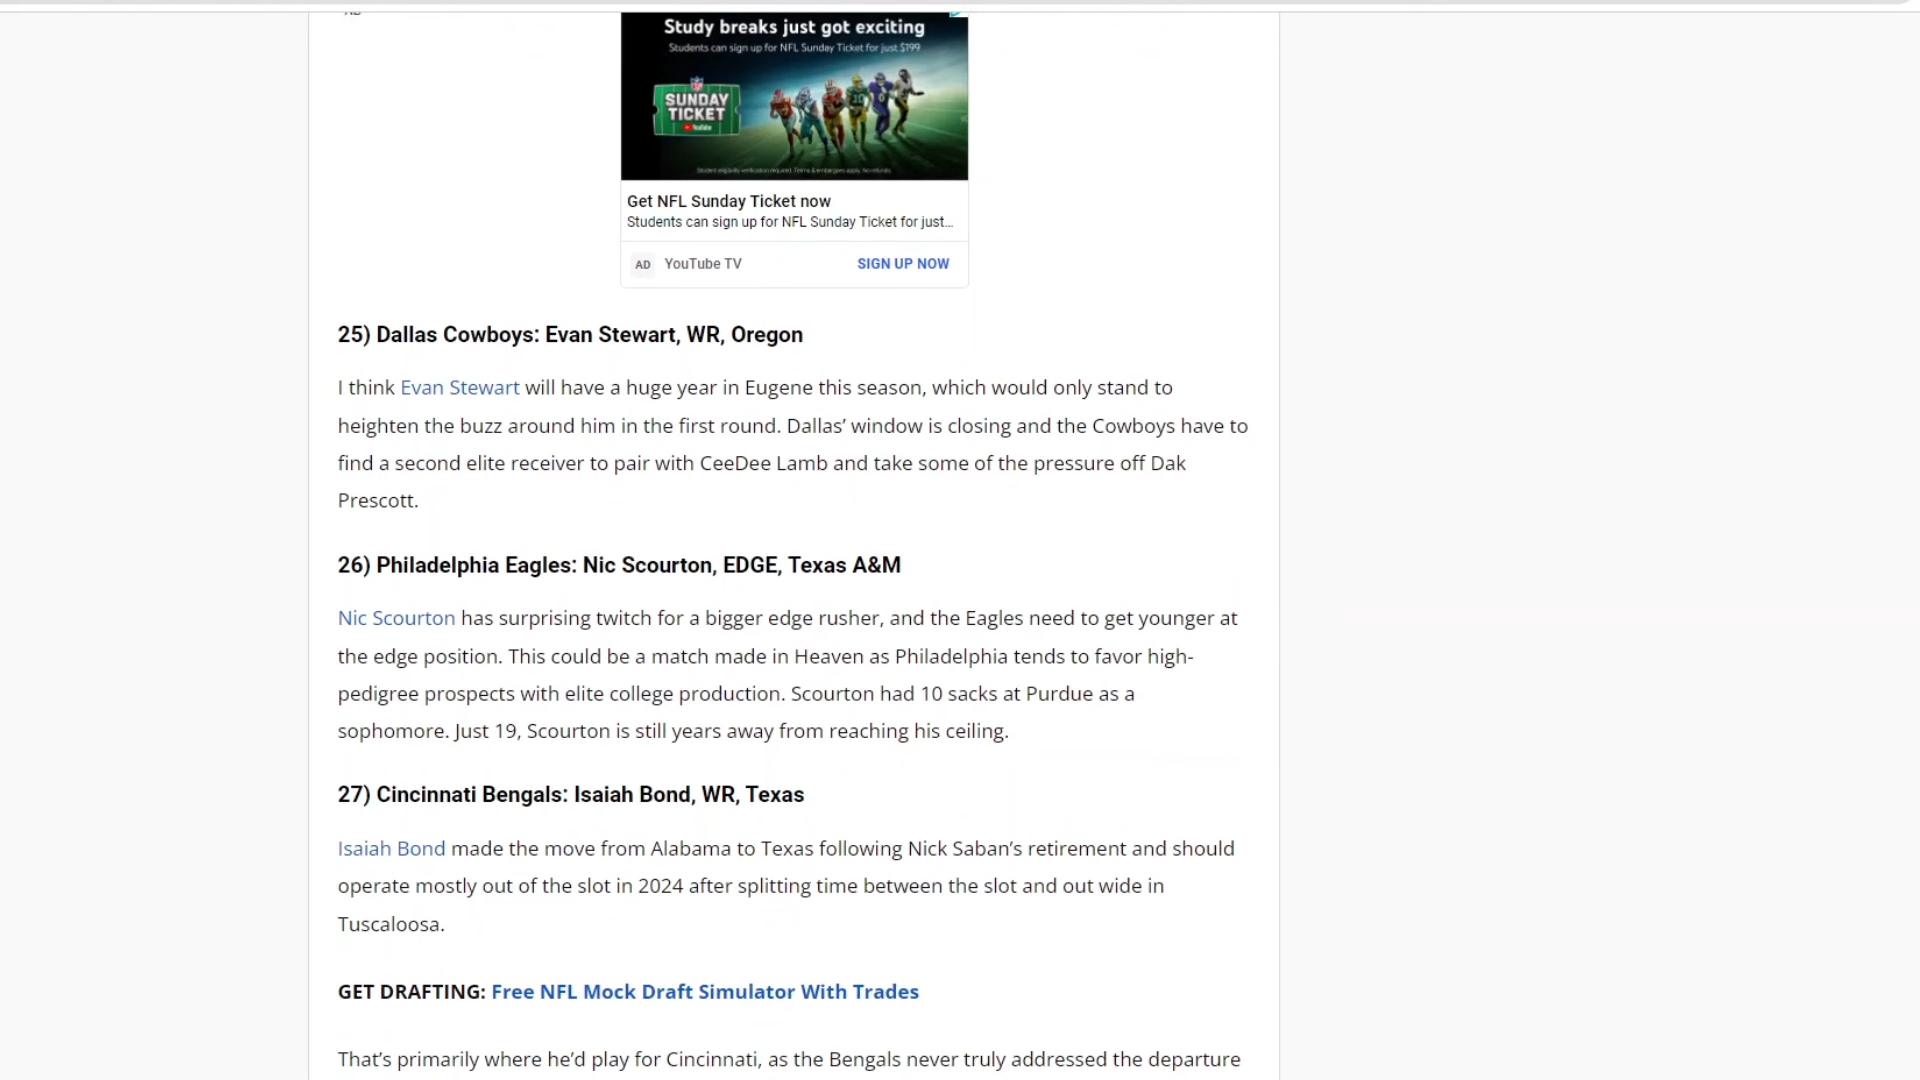 Study breaks just got exciting
Students can sign up for NFL Sunday Ticket for just $199
SUNDAY
TICKET
YouTube
Student eligibility verification required. Terms & embargoes apply. No refunds.
Get NFL Sunday Ticket now
Students can sign up for NFL Sunday Ticket for just...
AD YouTube TV SIGN UP NOW
25) Dallas Cowboys: Evan Stewart, WR, Oregon
I think Evan Stewart will have a huge year in Eugene this season, which would only stand to
heighten the buzz around him in the first round. Dallas’ window is closing and the Cowboys have to
find a second elite receiver to pair with CeeDee Lamb and take some of the pressure off Dak
Prescott.
26) Philadelphia Eagles: Nic Scourton, EDGE, Texas A&M
Nic Scourton has surprising twitch for a bigger edge rusher, and the Eagles need to get younger at
the edge position. This could be a match made in Heaven as Philadelphia tends to favor high-
pedigree prospects with elite college production. Scourton had 10 sacks at Purdue as a
sophomore. Just 19, Scourton is still years away from reaching his ceiling.
27) Cincinnati Bengals: Isaiah Bond, WR, Texas
Isaiah Bond made the move from Alabama to Texas following Nick Saban’s retirement and should
operate mostly out of the slot in 2024 after splitting time between the slot and out wide in
Tuscaloosa.
GET DRAFTING: Free NFL Mock Draft Simulator With Trades
That’s primarily where he’d play for Cincinnati, as the Bengals never truly addressed the departure